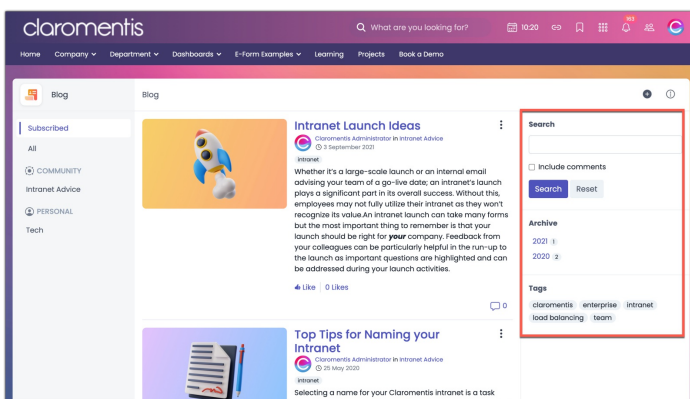 claromentis
What are you looking for?
10:20
103
Home
Company
Department
Dashboards
E-Form Examples
Learning
Projects
Book a Demo
Blog
Subscribed
All
COMMUNITY
Intranet Advice
PERSONAL
Tech
Blog
Intranet Launch Ideas
Claromentis Administrator in Intranet Advice
3 September 2021
Intranet
Whether it's a large-scale launch or an internal email
advising your team of a go-live date; an intranet's launch
plays a significant part in its overall success. Without this,
employees may not fully utilize their intranet as they won't
recognize its value.An intranet launch can take many forms
but the most important thing to remember is that your
launch should be right for your company. Feedback from
your colleagues can be particularly helpful in the run-up to
the launch as important questions are highlighted and can
be addressed during your launch activities.
Like
0 Likes
0
Top Tips for Naming your
Intranet
Claromentis Administrator in Intranet Advice
25 May 2020
Intranet
Selecting a name for your Claromentis intranet is a task
Search
Include comments
Search
Reset
Archive
2021 1
2020 2
Tags
claromentis enterprise intranet
load balancing team